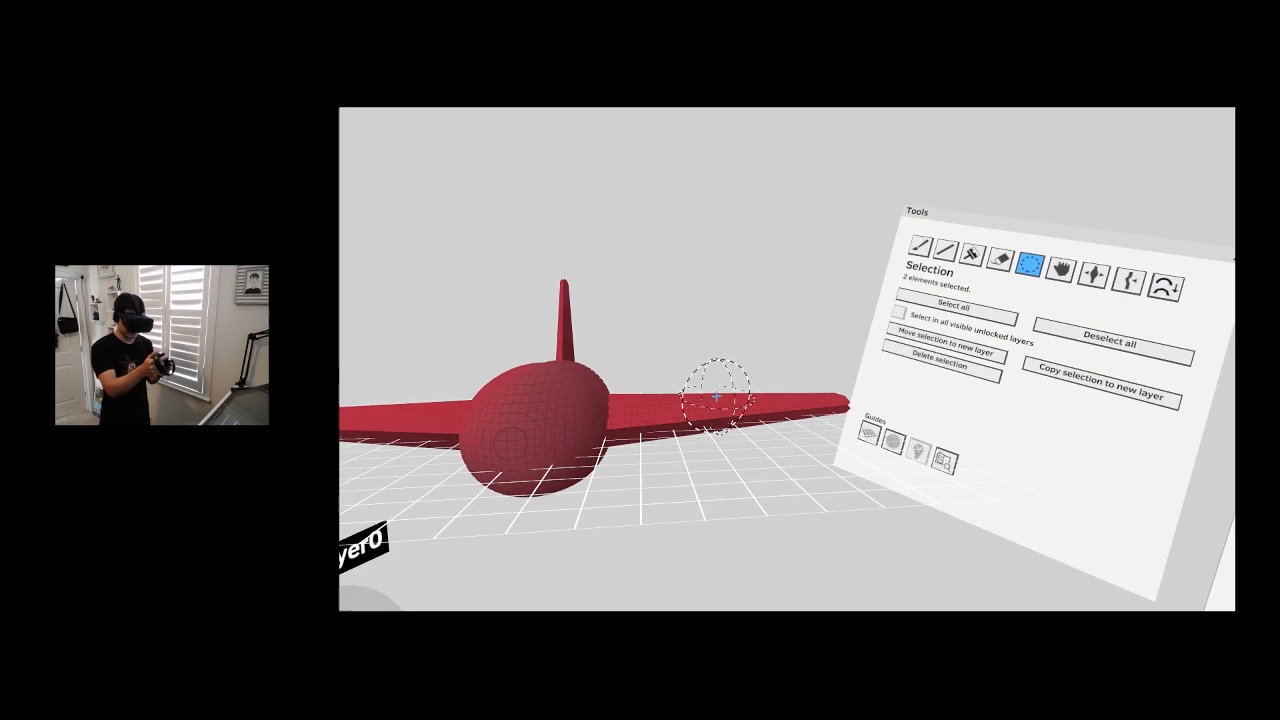 Tools
Selection
2 elements selected.
Select all
Deselect all
Select in all visible unlocked layers
Move selection to new layer
Copy selection to new layer
Delete selection
Guides
yer0